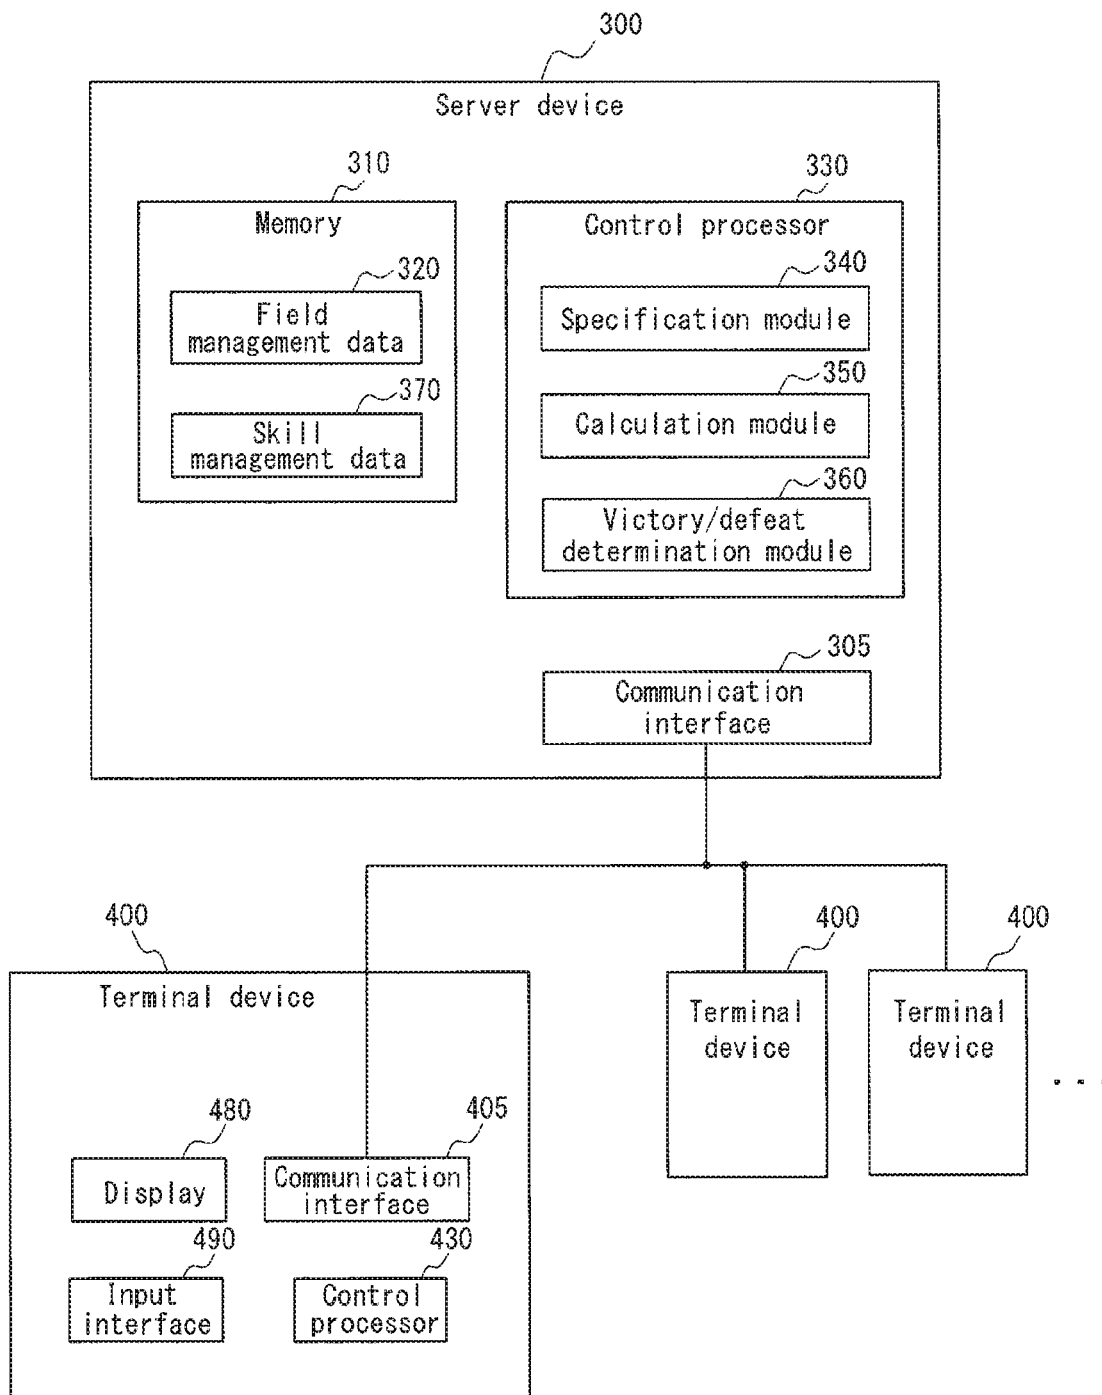 300
Server device
310
330
Memory
Control processor
320
340
Field
management data
Specification module
370
350
Skill
management data
Calculation module
360
Victory/defeat
determination module
305
Communication
interface
400
400
400
Terminal device
Terminal
device
Terminal
device
...
480
405
Display
Communication
interface
490
430
Input
interface
Control
processor